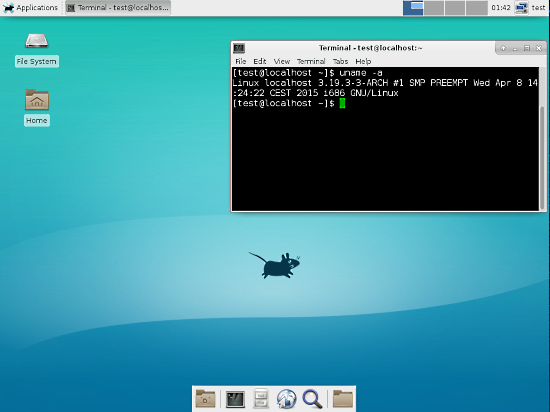 Applications
Terminal - test@localhos...
01:42
test
File System
Home
Terminal - test@localhost:~
File Edit View Terminal Tabs Help
[test@localhost ~]$ uname -a
Linux localhost 3.19.3-3-ARCH #1 SMP PREEMPT Wed Apr 8 14
:24:22 CEST 2015 i686 GNU/Linux
[test@localhost ~]$